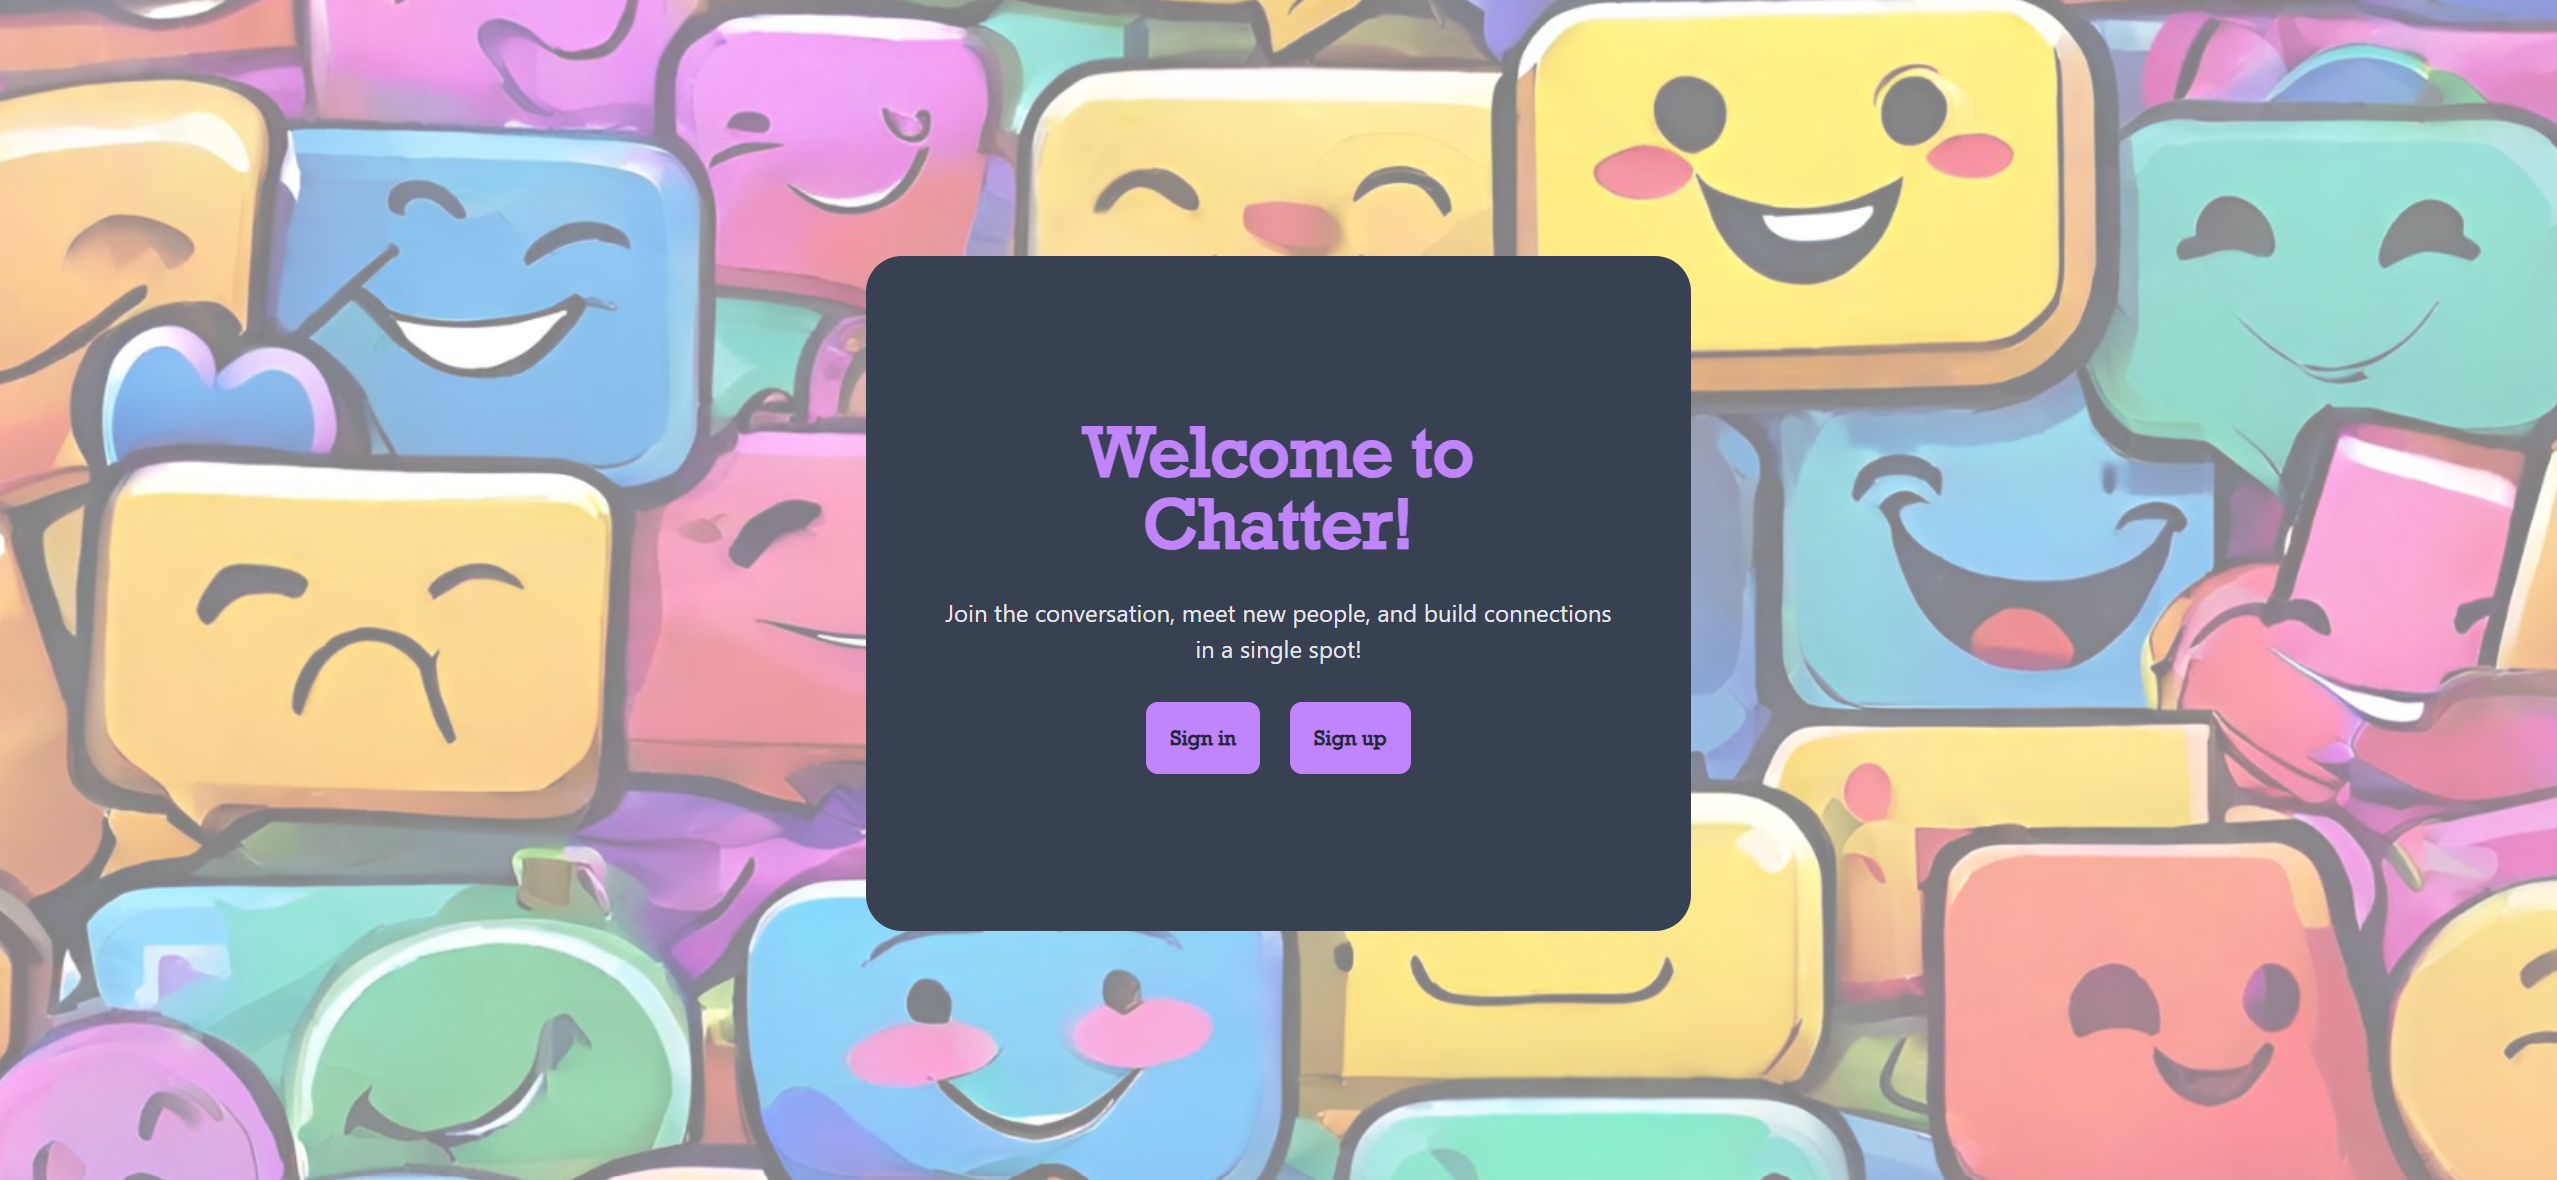 Welcome to
Chatter!
Join the conversation, meet new people, and build connections
in a single spot!
Sign in Sign up